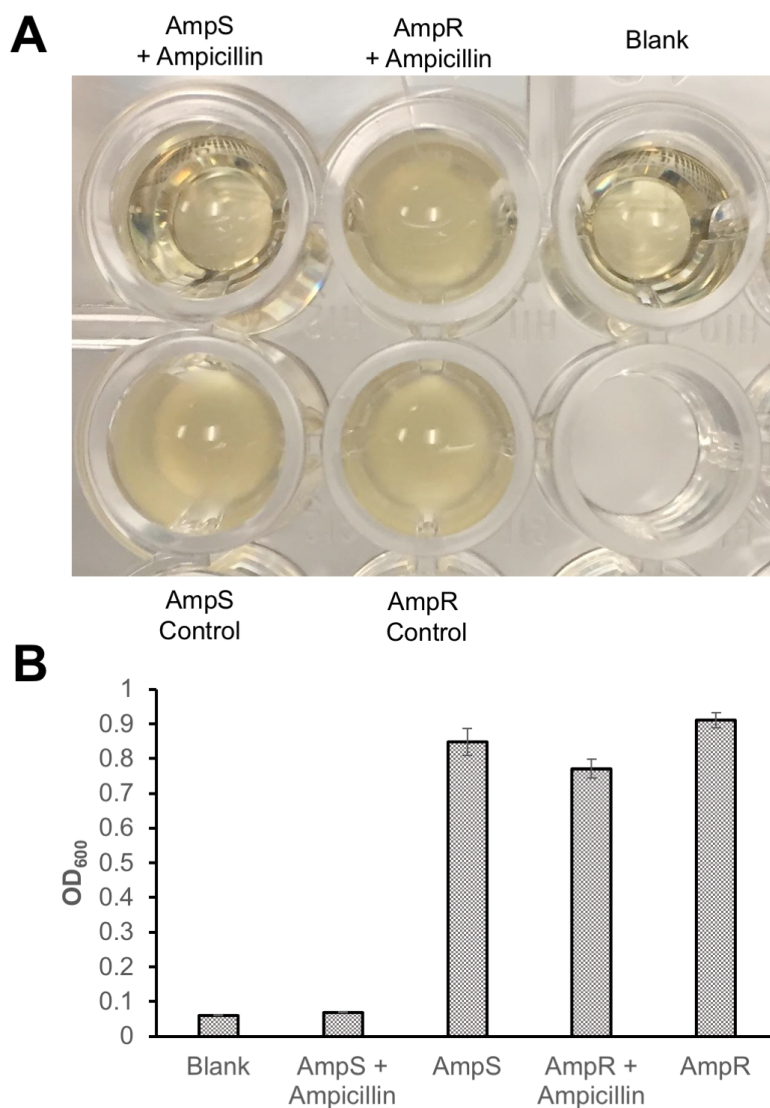 A
AmpS
+ Ampicillin
AmpR
+ Ampicillin
Blank
AmpS
Control
AmpR
Control
B
1
0.9
0.8
0.7
0.6
0.5
0.4
0.3
0.2
0.1
0
OD600
Blank
AmpS +
Ampicillin
AmpS
AmpR +
Ampicillin
AmpR